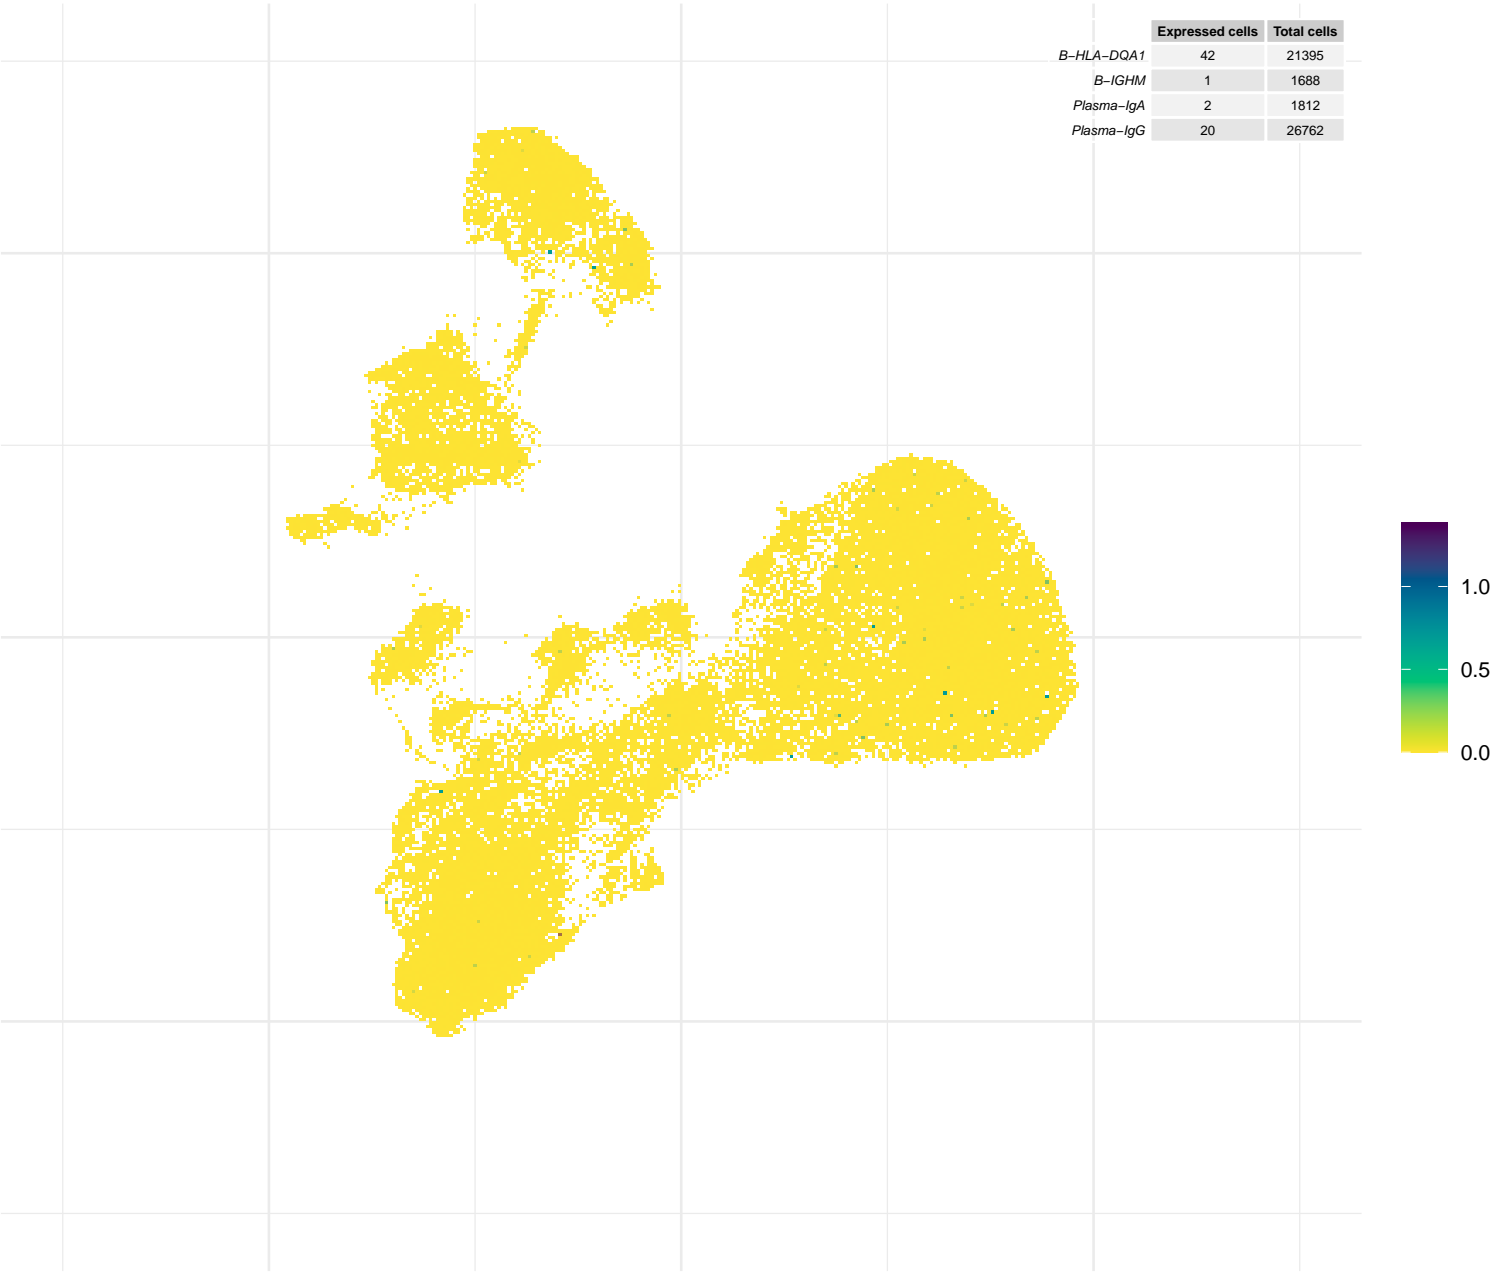 Expressed cells Total cells
B−HLA−DQA1 42 21395
B−IGHM 1 1688
Plasma−IgA 2 1812
Plasma−IgG 20 26762
1.0
0.5
0.0